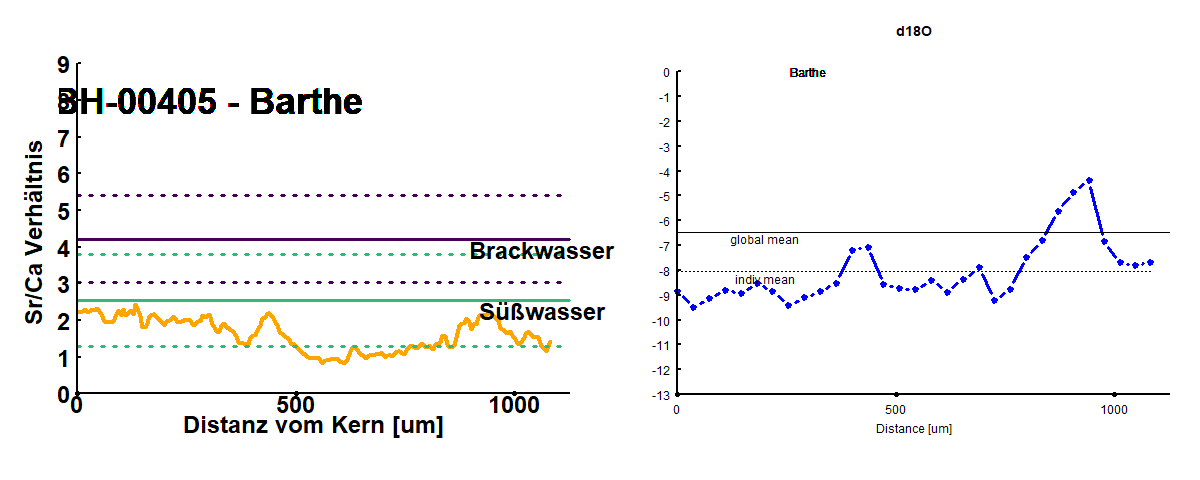 d18O
9
8
7
6
5
4
3
2
1
0
BH-00405 - Barthe
Sr/Ca Verhältnis
Brackwasser
Süßwasser
0 500 1000
Distanz vom Kern [um]
Barthe
0
-1
-2
-3
-4
-5
-6
-7
-8
-9
-10
-11
-12
-13
global mean
indiv mean
0 500 1000
Distance [um]